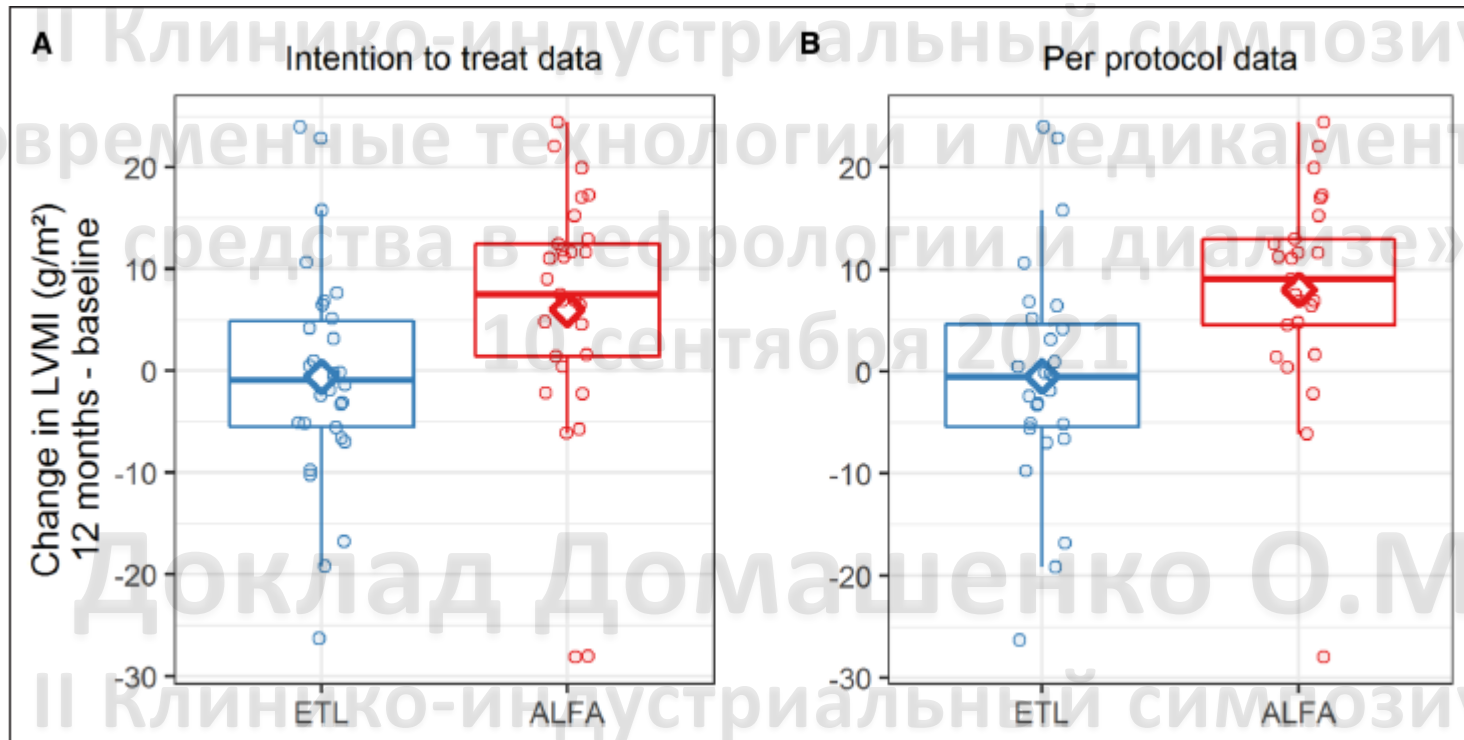 II Клинико-индустриальный симпозиу
A
Intention to treat data
B
Per protocol data
овременные технологии и медикамент
средства в нефрологии и диализе»
10 сентября 2021
Доклад Домашенко О.М
II Клинико-индустриальный симпозиу
Change in LVMI (g/m²)
12 months - baseline
20
10
0
-10
-20
-30
ETL
ALFA
20
10
0
-10
-20
-30
ETL
ALFA